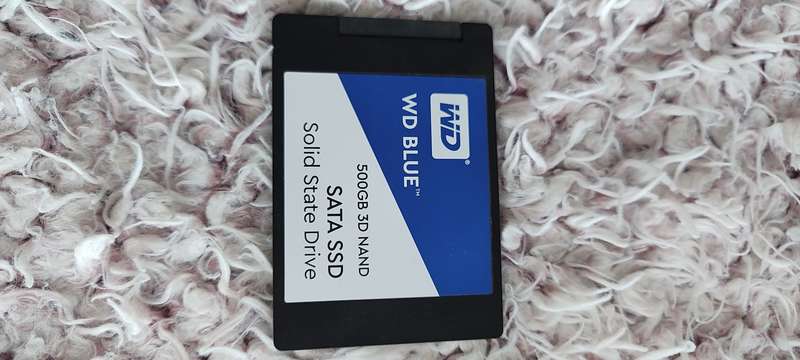 WD®
WD BLUE™
500GB 3D NAND
SATA SSD
Solid State Drive